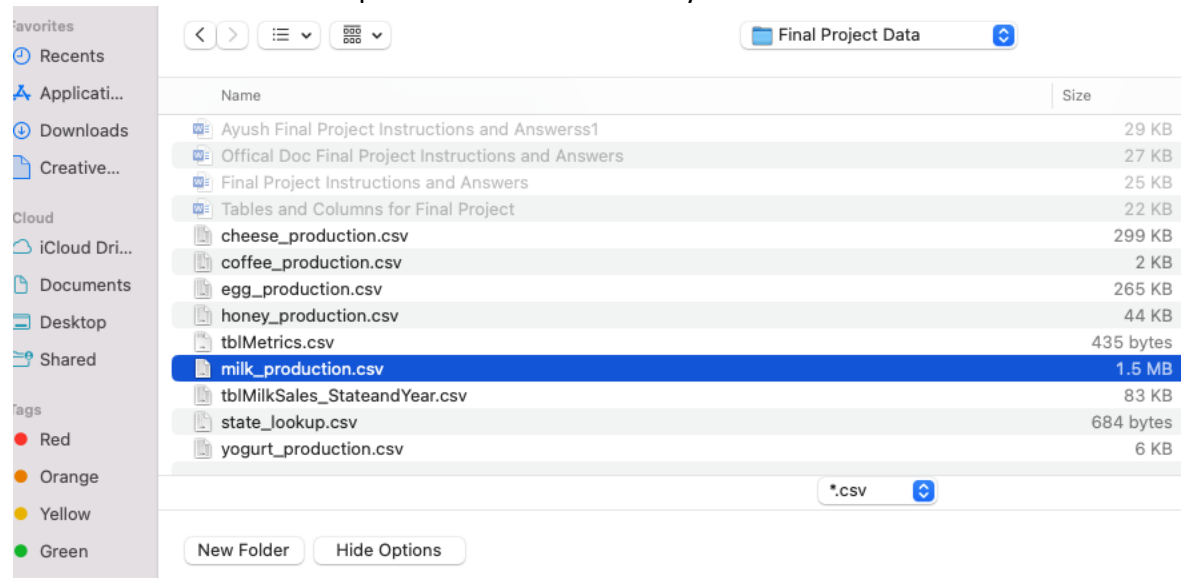 Favorites
Recents
Applicati...
Downloads
Creative...
Cloud
iCloud Dri...
Documents
Desktop
Shared
Tags
Red
Orange
Yellow
Green
Final Project Data
Name Size
Ayush Final Project Instructions and Answerss1 29 KB
Offical Doc Final Project Instructions and Answers 27 KB
Final Project Instructions and Answers 25 KB
Tables and Columns for Final Project 22 KB
cheese_production.csv 299 KB
coffee_production.csv 2 KB
egg_production.csv 265 KB
honey_production.csv 44 KB
tblMetrics.csv 435 bytes
milk_production.csv 1.5 MB
tblMilkSales_StateandYear.csv 83 KB
state_lookup.csv 684 bytes
yogurt_production.csv 6 KB
*.csv
New Folder Hide Options